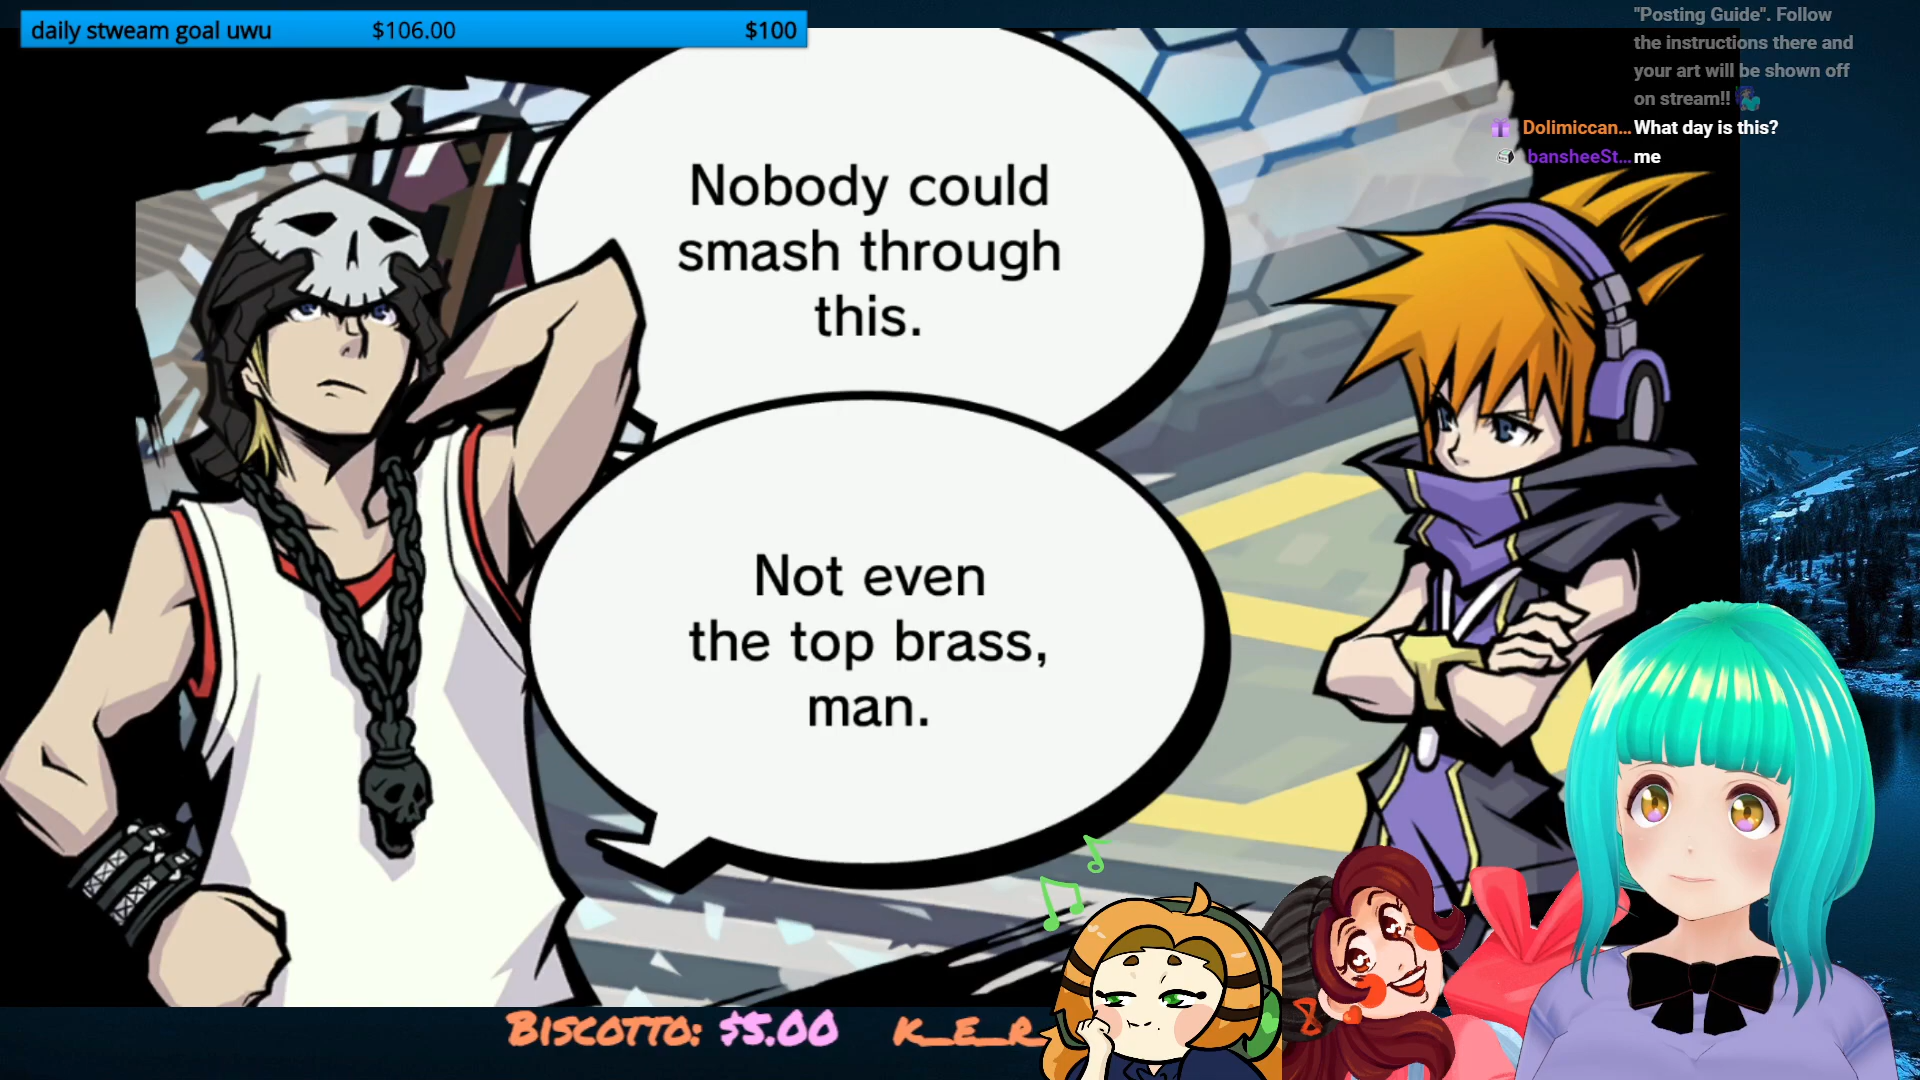 daily stweam goal uwu $106.00 $100
"Posting Guide". Follow
the instructions there and
your art will be shown off
on stream!!
Dolimiccan... What day is this?
bansheeSt... me
Nobody could
smash through
this.
Not even
the top brass,
man.
Biscotto: $5.00 K_E_R_